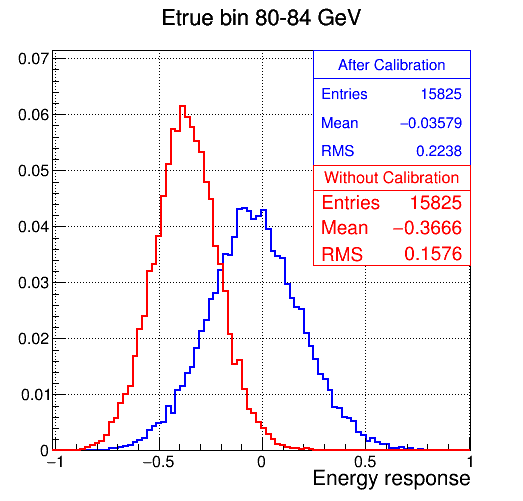 Etrue bin 80-84 GeV
After Calibration
Entries 15825
Mean −0.03579
RMS 0.2238
Without Calibration
Entries 15825
Mean −0.3666
RMS 0.1576
0.07
0.06
0.05
0.04
0.03
0.02
0.01
0
−1 −0.5 0 0.5 1
Energy response